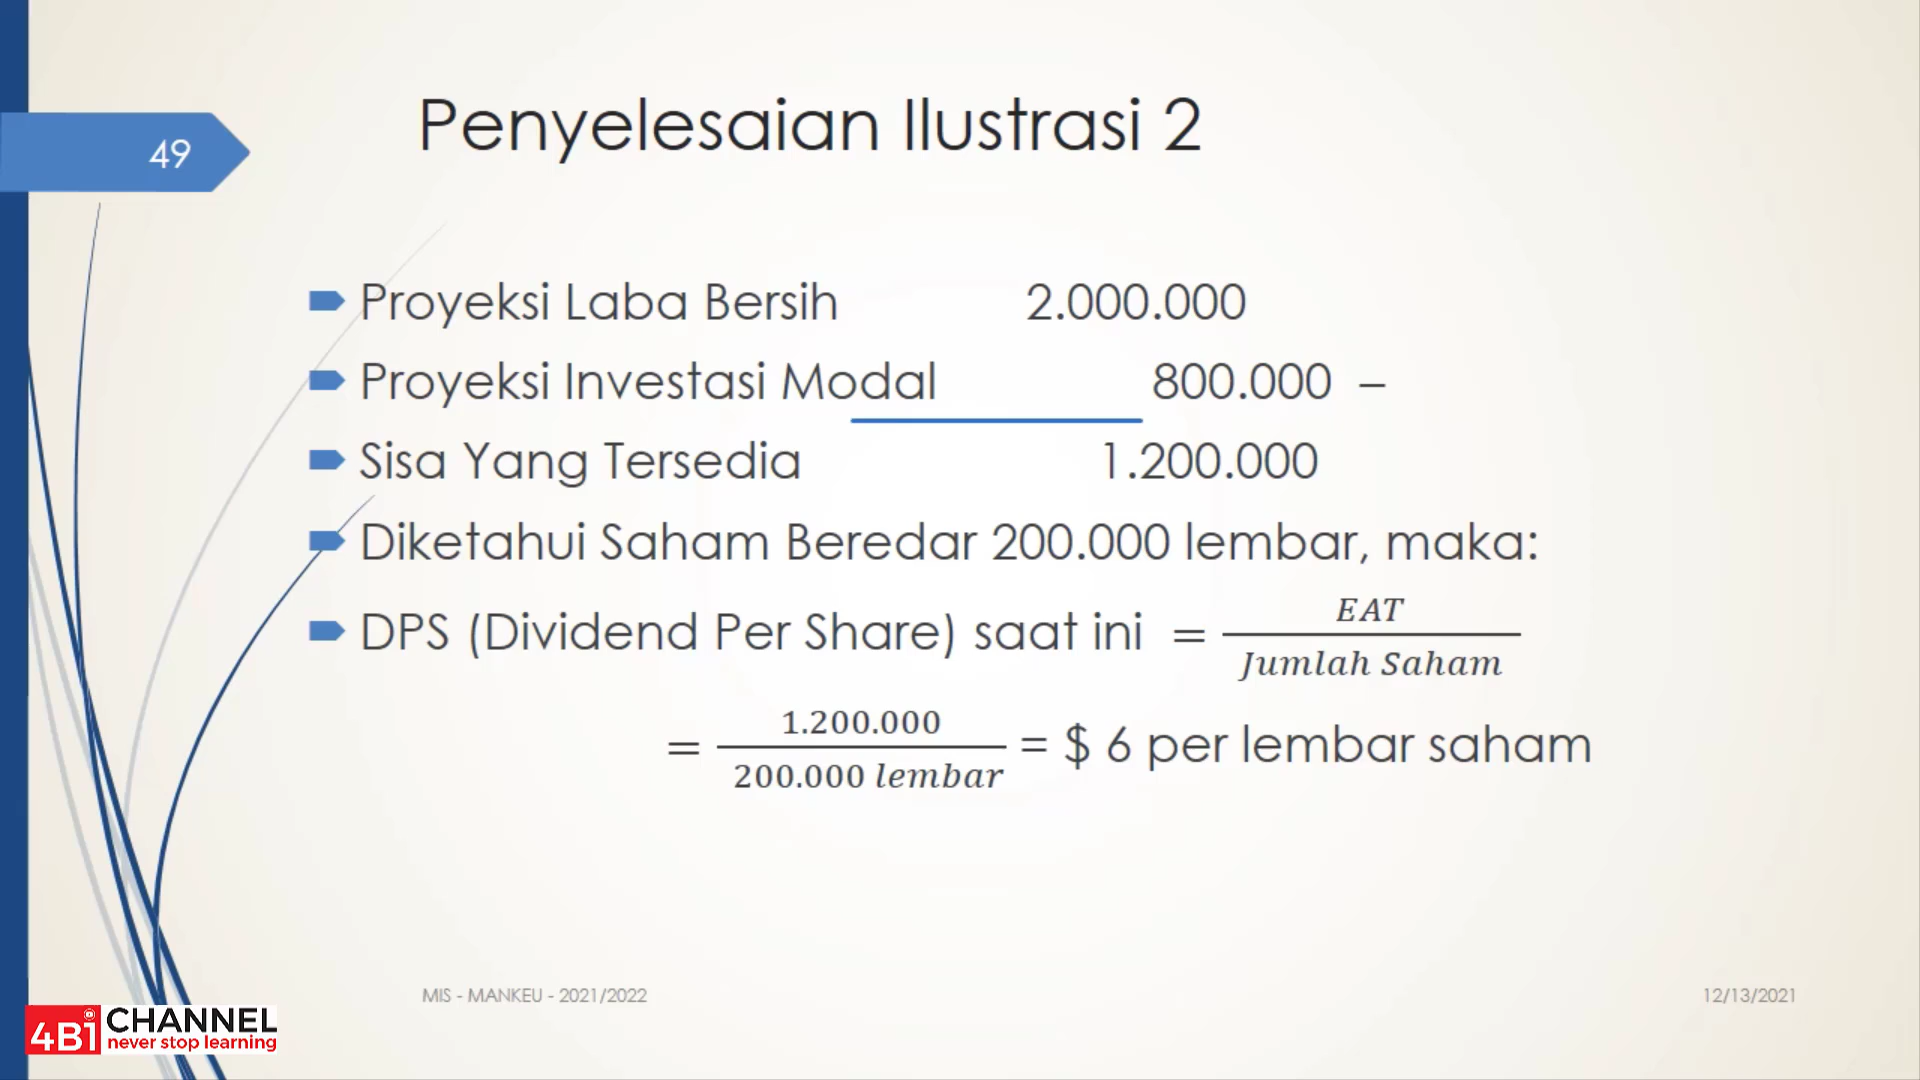 49
Penyelesaian Ilustrasi 2
Proyeksi Laba Bersih 2.000.000
Proyeksi Investasi Modal 800.000 –
Sisa Yang Tersedia 1.200.000
Diketahui Saham Beredar 200.000 lembar, maka:
DPS (Dividend Per Share) saat ini = EAT / Jumlah Saham
= 1.200.000 / 200.000 lembar = $ 6 per lembar saham
MIS - MANKEU - 2021/2022
12/13/2021
4Bi CHANNEL
never stop learning